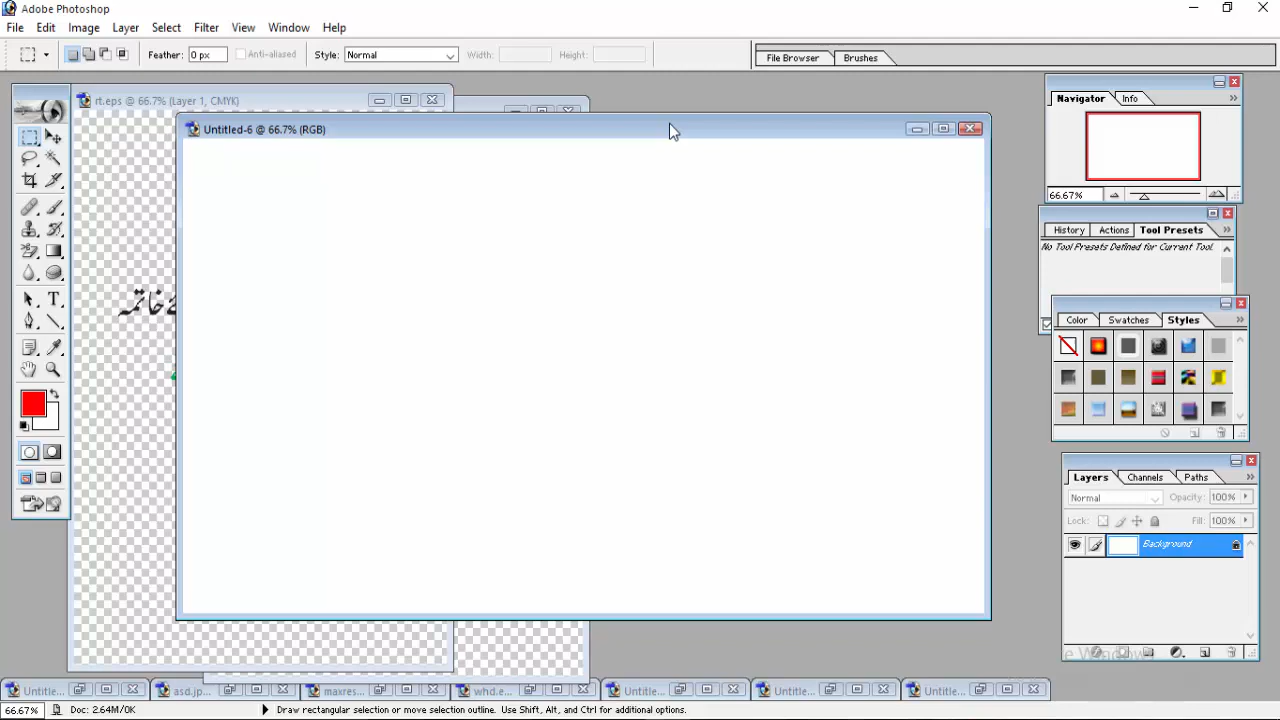 Adobe Photoshop
File Edit Image Layer Select Filter View Window Help
Feather: 0 px Anti-aliased Style: Normal Width: Height: File Browser Brushes
rt.eps @ 66.7% (Layer 1, CMYK)
Untitled-6 @ 66.7% (RGB)
Navigator Info
66.67%
History Actions Tool Presets
No Tool Presets Defined for Current Tool.
Color Swatches Styles
خاتمہ
T
Layers Channels Paths
Normal Opacity: 100%
Lock: Fill: 100%
Background
Untitle... asd.jp... maxres... whd.e... Untitle... Untitle... Untitle...
66.67% Doc: 2.64M/0K Draw rectangular selection or move selection outline. Use Shift, Alt, and Ctrl for additional options.